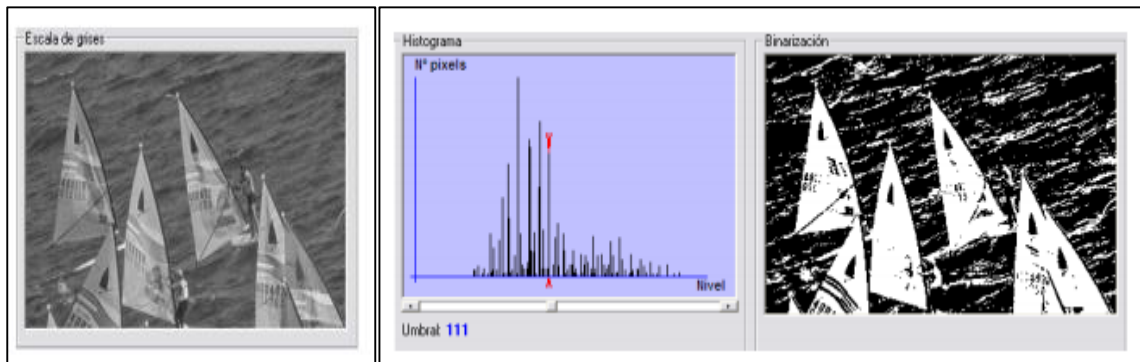 Escala de grises
Histograma
Nº pixels
Nivel
Umbral: 111
Binarización